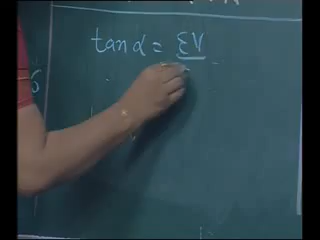 tan α = ΣV